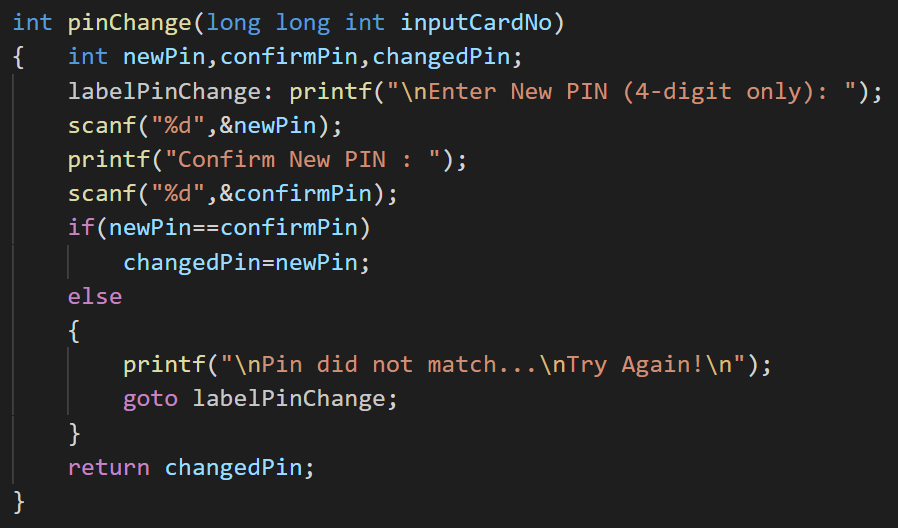 int pinChange(long long int inputCardNo)
{   int newPin,confirmPin,changedPin;
    labelPinChange: printf("\nEnter New PIN (4-digit only): ");
    scanf("%d",&newPin);
    printf("Confirm New PIN : ");
    scanf("%d",&confirmPin);
    if(newPin==confirmPin)
        changedPin=newPin;
    else
    {
        printf("\nPin did not match...\nTry Again!\n");
        goto labelPinChange;
    }
    return changedPin;
}